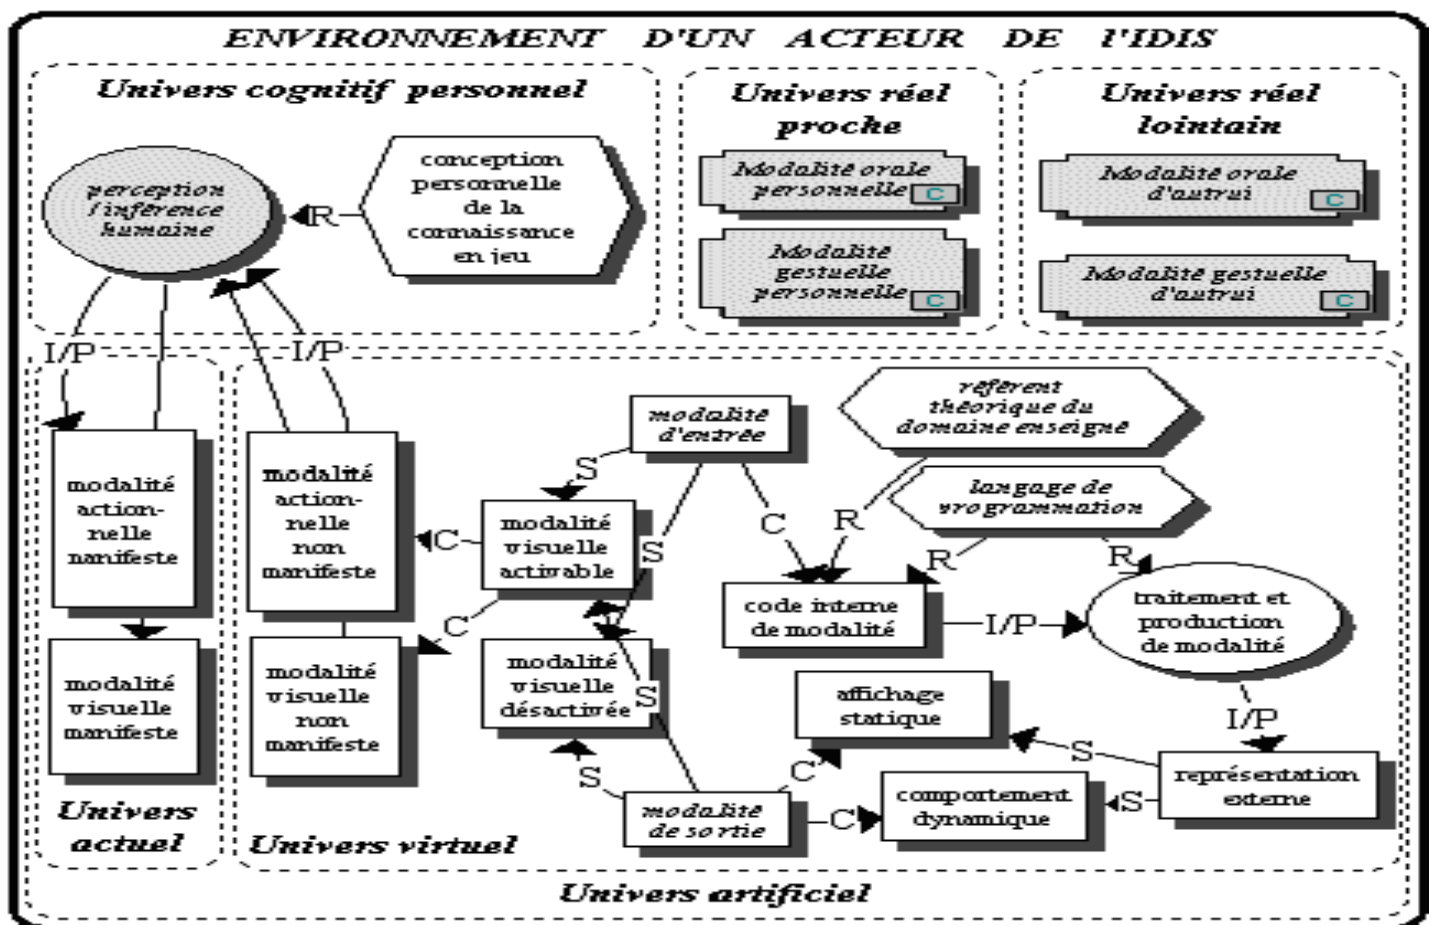 ENVIRONNEMENT D'UN ACTEUR DE l'IDIS
Univers cognitif personnel
perception
/ inférence
humaine
R
conception
personnelle
de la
connaissance
en jeu
Univers réel
proche
Modalité orale
personnelle
C
Modalité
gestuelle
personnelle
C
Univers réel
lointain
Modalité orale
d'autrui
C
Modalité gestuelle
d'autrui
C
I/P
I/P
modalité
action-
nelle
manifeste
modalité
visuelle
manifeste
Univers
actuel
modalité
action-
nelle
non
manifeste
modalité
visuelle
non
manifeste
C
C
modalité
d'entrée
S
modalité
visuelle
activable
S
C
modalité
visuelle
désactivée
S
S
modalité
de sortie
référent
théorique du
domaine enseigné
langage de
programmation
R
R
R
code interne
de modalité
I/P
traitement et
production
de modalité
I/P
affichage
statique
S
C
comportement
dynamique
C
S
représentation
externe
Univers virtuel
Univers artificiel